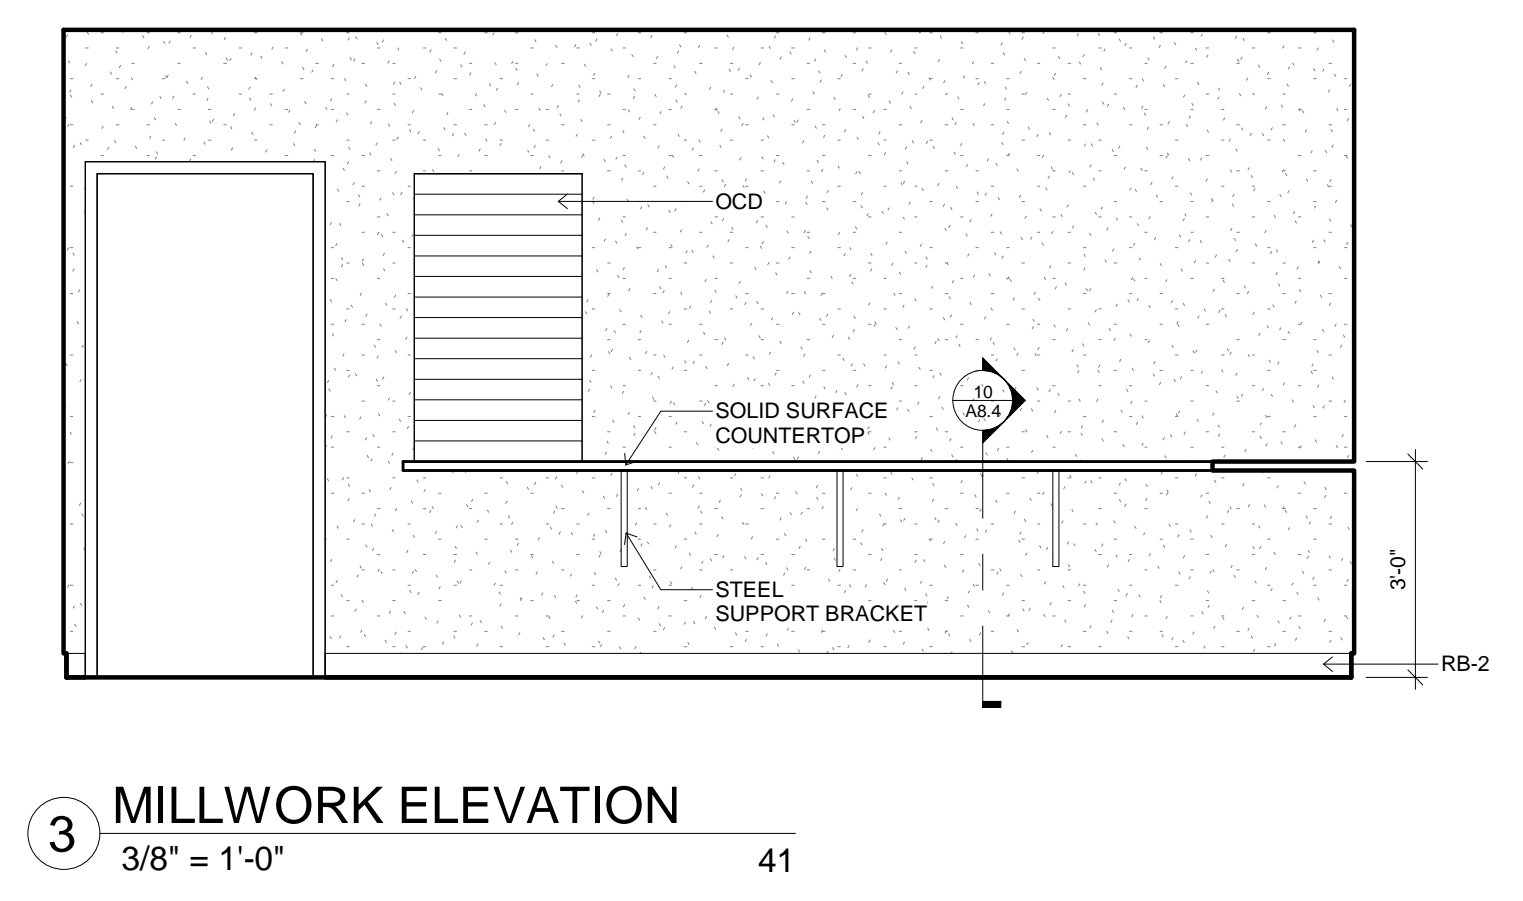 OCD
10
A8.4
SOLID SURFACE
COUNTERTOP
3'-0"
STEEL
SUPPORT BRACKET
RB-2
3
MILLWORK ELEVATION
3/8" = 1'-0"
41